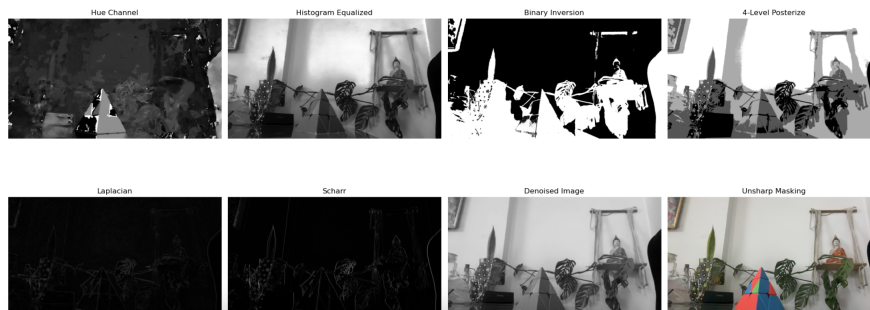 Hue Channel
Histogram Equalized
Binary Inversion
4-Level Posterize
Laplacian
Scharr
Denoised Image
Unsharp Masking